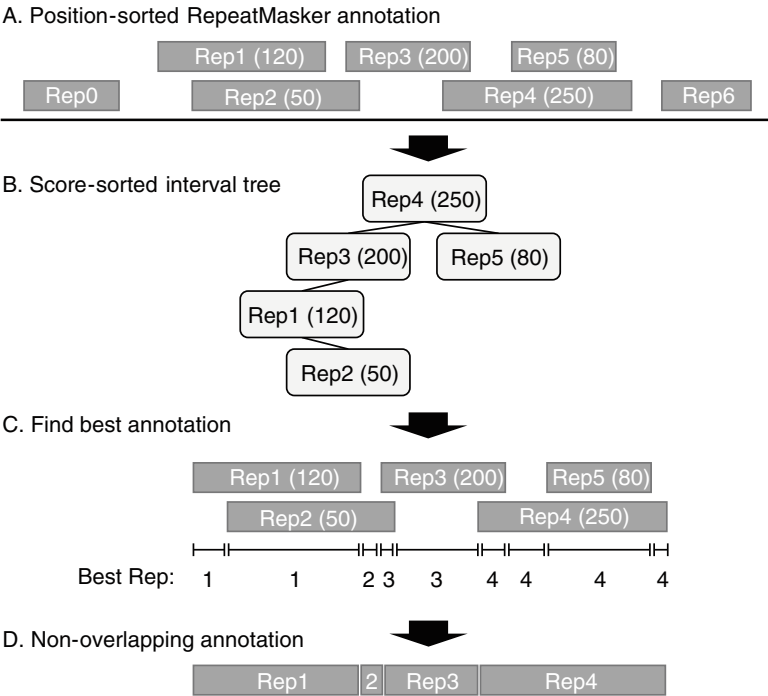 A. Position-sorted RepeatMasker annotation
Rep1 (120) Rep3 (200) Rep5 (80)
Rep0 Rep2 (50) Rep4 (250) Rep6
B. Score-sorted interval tree
Rep4 (250)
Rep3 (200) Rep5 (80)
Rep1 (120)
Rep2 (50)
C. Find best annotation
Rep1 (120) Rep3 (200) Rep5 (80)
Rep2 (50) Rep4 (250)
Best Rep: 1 1 2 3 3 4 4 4 4
D. Non-overlapping annotation
Rep1 2 Rep3 Rep4